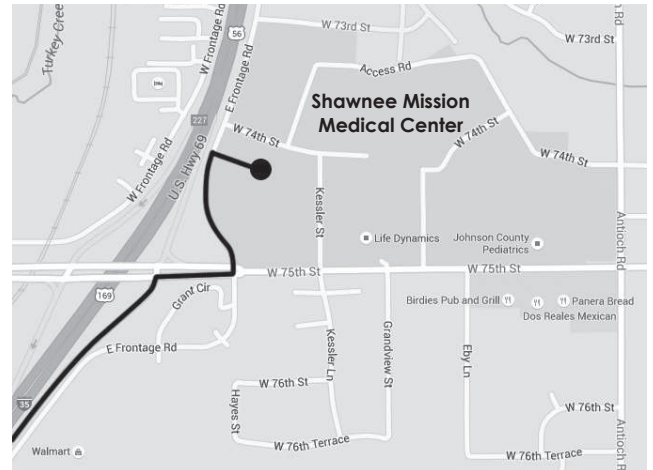 Turkey Creek
W Frontage Rd
56
E Frontage Rd
W 73rd St
Antioch Rd
W 73rd St
Access Rd
Shawnee Mission
Medical Center
227
W 74th St
W 74th St
W 74th St
W Frontage Rd
U.S. Hwy 69
Kessler St
Life Dynamics
Johnson County
Pediatrics
Antioch Rd
W 75th St
W 75th St
169
Grant Cir
Birdies Pub and Grill
Panera Bread
Dos Reales Mexican
E Frontage Rd
Kessler Ln
Grandview St
Eby Ln
W 76th St
Hayes St
35
W 76th St
Antioch Rd
Walmart
W 76th Terrace
W 76th Terrace